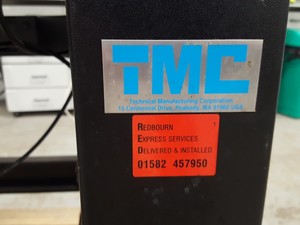 TMC
Technical Manufacturing Corporation
15 Centennial Drive, Peabody, MA 01960 USA
REDBOURN
EXPRESS SERVICES
DELIVERED & INSTALLED
01582 457950